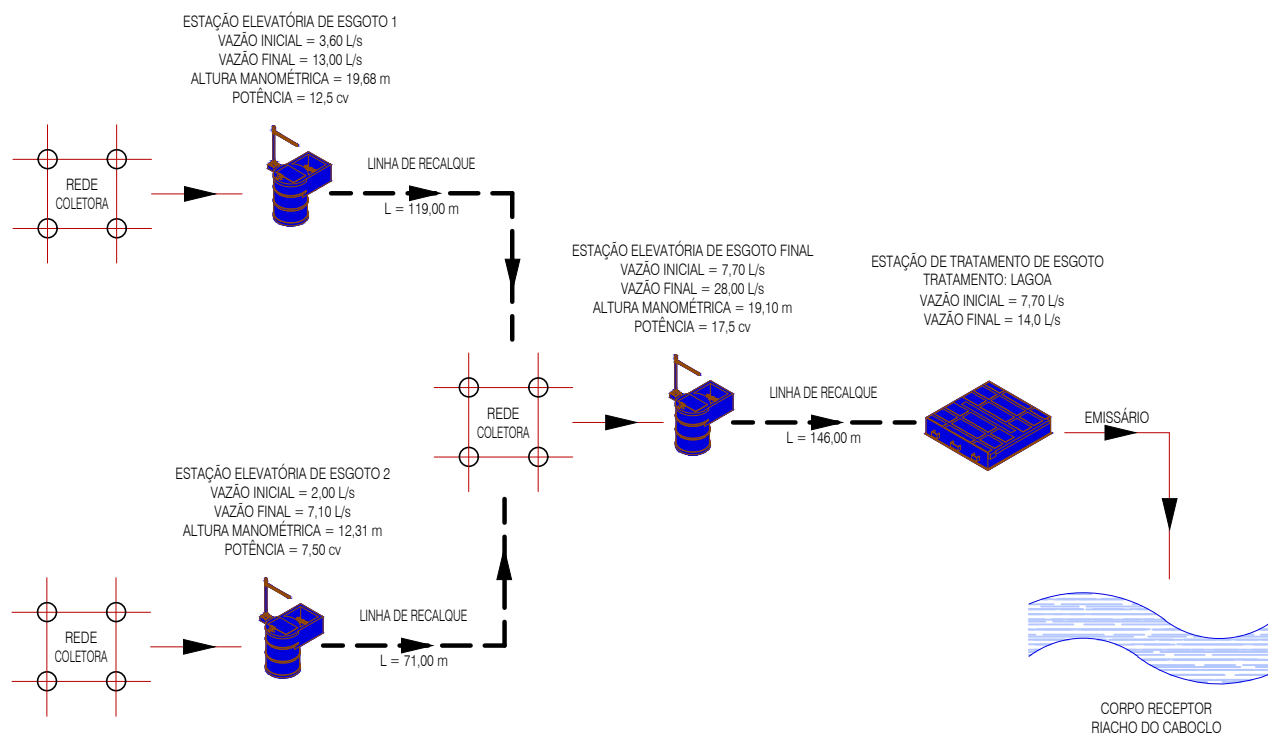 ESTAÇÃO ELEVATÓRIA DE ESGOTO 1
VAZÃO INICIAL = 3,60 L/s
VAZÃO FINAL = 13,00 L/s
ALTURA MANOMÉTRICA = 19,68 m
POTÊNCIA = 12,5 cv
REDE
COLETORA
LINHA DE RECALQUE
L = 119,00 m
ESTAÇÃO ELEVATÓRIA DE ESGOTO FINAL
VAZÃO INICIAL = 7,70 L/s
VAZÃO FINAL = 28,00 L/s
ALTURA MANOMÉTRICA = 19,10 m
POTÊNCIA = 17,5 cv
ESTAÇÃO DE TRATAMENTO DE ESGOTO
TRATAMENTO: LAGOA
VAZÃO INICIAL = 7,70 L/s
VAZÃO FINAL = 14,0 L/s
REDE
COLETORA
LINHA DE RECALQUE
L = 146,00 m
EMISSÁRIO
ESTAÇÃO ELEVATÓRIA DE ESGOTO 2
VAZÃO INICIAL = 2,00 L/s
VAZÃO FINAL = 7,10 L/s
ALTURA MANOMÉTRICA = 12,31 m
POTÊNCIA = 7,50 cv
REDE
COLETORA
LINHA DE RECALQUE
L = 71,00 m
CORPO RECEPTOR
RIACHO DO CABOCLO